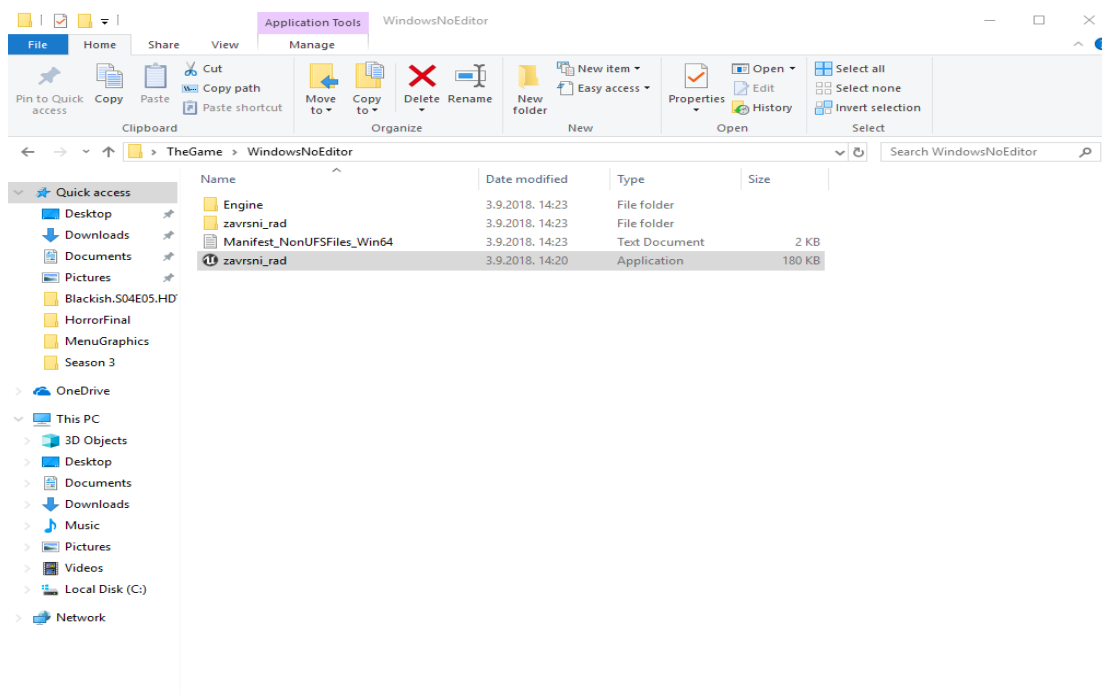 Application Tools WindowsNoEditor
File Home Share View Manage
Pin to Quick access
Copy
Paste
Cut
Copy path
Paste shortcut
Clipboard
Move to
Copy to
Delete
Rename
Organize
New folder
New item
Easy access
New
Properties
Open
Edit
History
Open
Select all
Select none
Invert selection
Select
TheGame > WindowsNoEditor
Search WindowsNoEditor
Quick access
Desktop
Downloads
Documents
Pictures
Blackish.S04E05.HD
HorrorFinal
MenuGraphics
Season 3
OneDrive
This PC
3D Objects
Desktop
Documents
Downloads
Music
Pictures
Videos
Local Disk (C:)
Network
Name Date modified Type Size
Engine 3.9.2018. 14:23 File folder
zavrsni_rad 3.9.2018. 14:23 File folder
Manifest_NonUFSFiles_Win64 3.9.2018. 14:23 Text Document 2 KB
zavrsni_rad 3.9.2018. 14:20 Application 180 KB